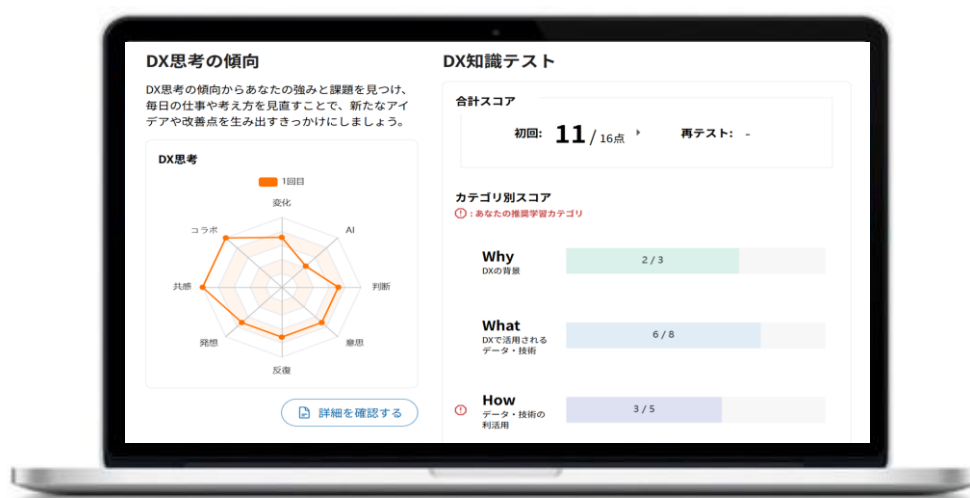 DX思考の傾向
DX思考の傾向からあなたの強みと課題を見つけ、
毎日の仕事や考え方を見直すことで、新たなアイ
デアや改善点を生み出すきっかけにしましょう。
DX思考
1回目
変化
コラボ
AI
共感
判断
発想
意思
反復
詳細を確認する
DX知識テスト
合計スコア
初回: 11 / 16点
再テスト: -
カテゴリ別スコア
! : あなたの推奨学習カテゴリ
Why
DXの背景
2 / 3
What
DXで活用される
データ・技術
6 / 8
! How
データ・技術の
利活用
3 / 5